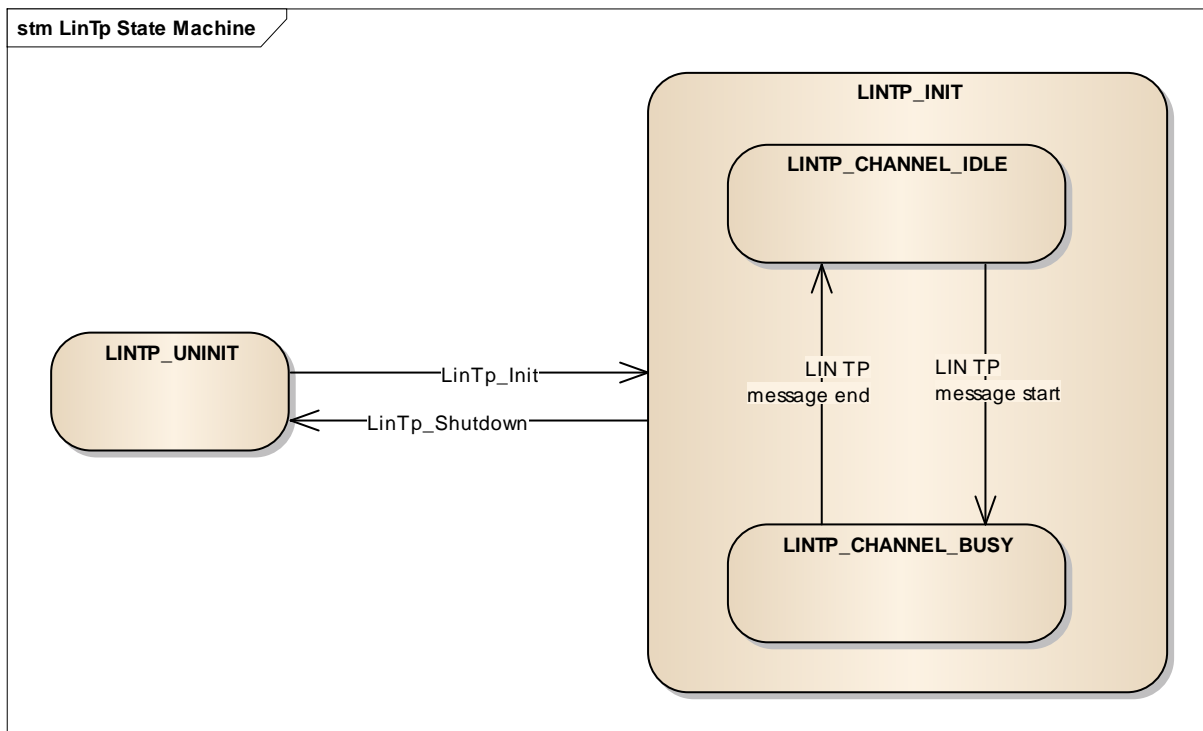 stm LinTp State Machine
LINTP_INIT
LINTP_CHANNEL_IDLE
LINTP_UNINIT
LinTp_Init
LinTp_Shutdown
LIN TP
message end
LIN TP
message start
LINTP_CHANNEL_BUSY